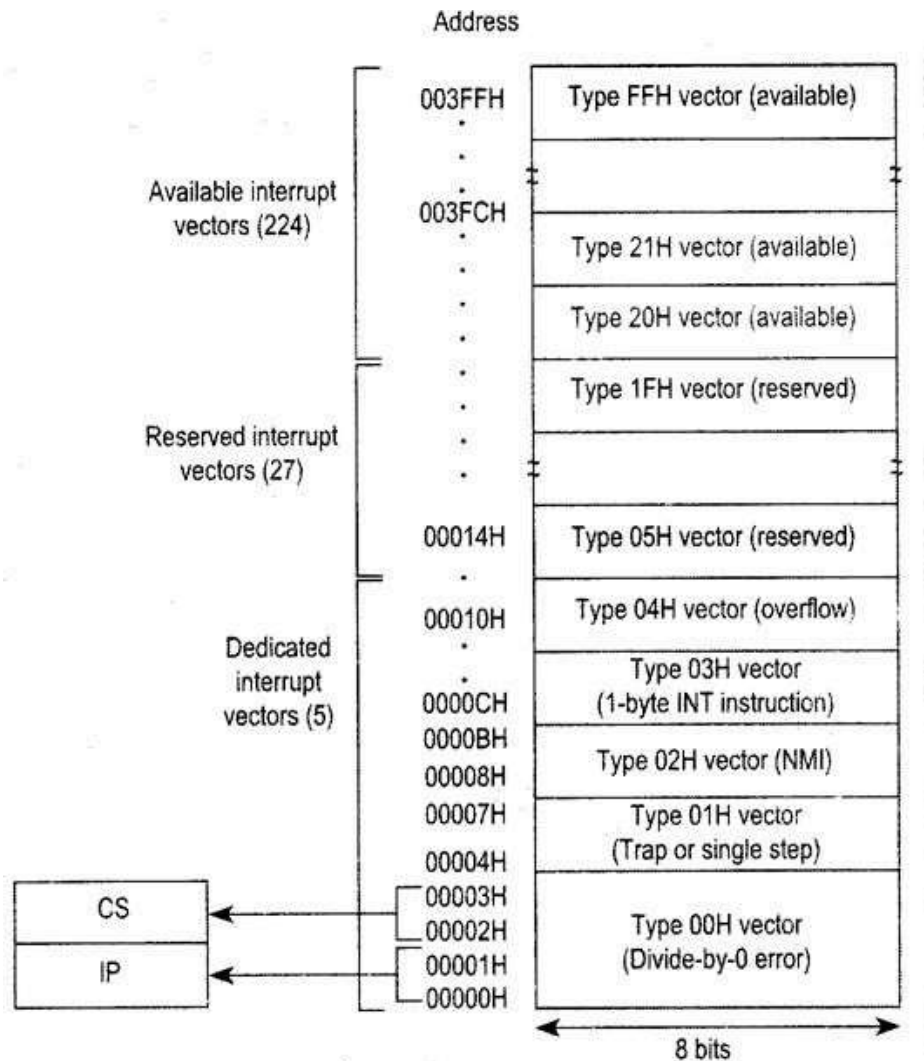 Address
003FFH
Type FFH vector (available)
Available interrupt
vectors (224)
003FCH
Type 21H vector (available)
Type 20H vector (available)
Type 1FH vector (reserved)
Reserved interrupt
vectors (27)
00014H
Type 05H vector (reserved)
00010H
Type 04H vector (overflow)
Dedicated
interrupt
vectors (5)
Type 03H vector
(1-byte INT instruction)
0000CH
0000BH
Type 02H vector (NMI)
00008H
00007H
Type 01H vector
(Trap or single step)
00004H
CS
00003H
00002H
Type 00H vector
(Divide-by-0 error)
IP
00001H
00000H
8 bits